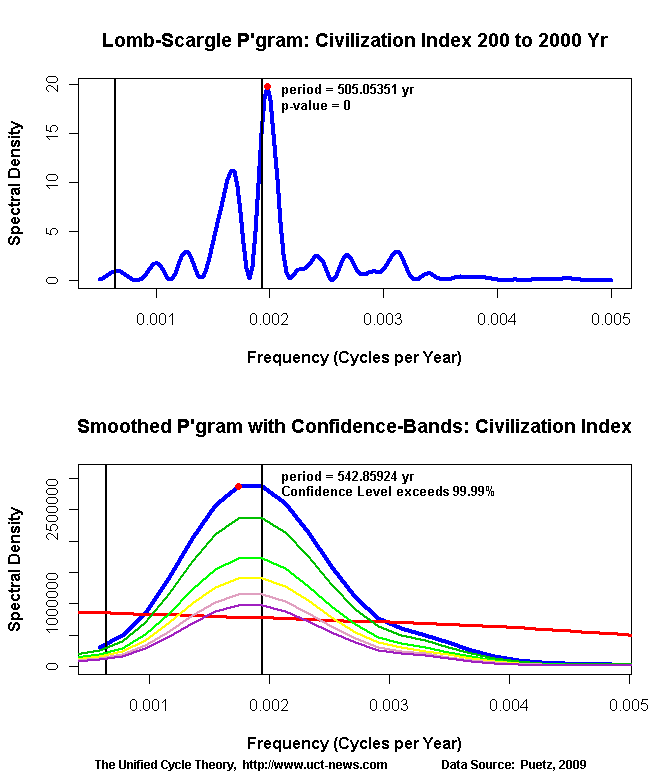 Lomb-Scargle P'gram: Civilization Index 200 to 2000 Yr
period = 505.05351 yr
p-value = 0
Spectral Density
20
15
10
5
0
0.001 0.002 0.003 0.004 0.005
Frequency (Cycles per Year)
Smoothed P'gram with Confidence-Bands: Civilization Index
period = 542.85924 yr
Confidence Level exceeds 99.99%
Spectral Density
2500000
1000000
0
0.001 0.002 0.003 0.004 0.005
Frequency (Cycles per Year)
The Unified Cycle Theory, http://www.uct-news.com Data Source: Puetz, 2009